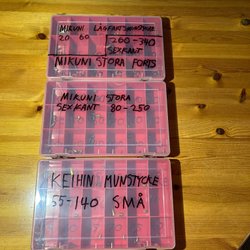 MIKUNI LÅGFARTSMUNSTYCKE
20 60 200-340
SEXKANT
MIKUNI STORA FORTS
MIKUNI STORA
SEXKANT 80-250
KEIHIN MUNSTYCKE
55-140 SMÅ